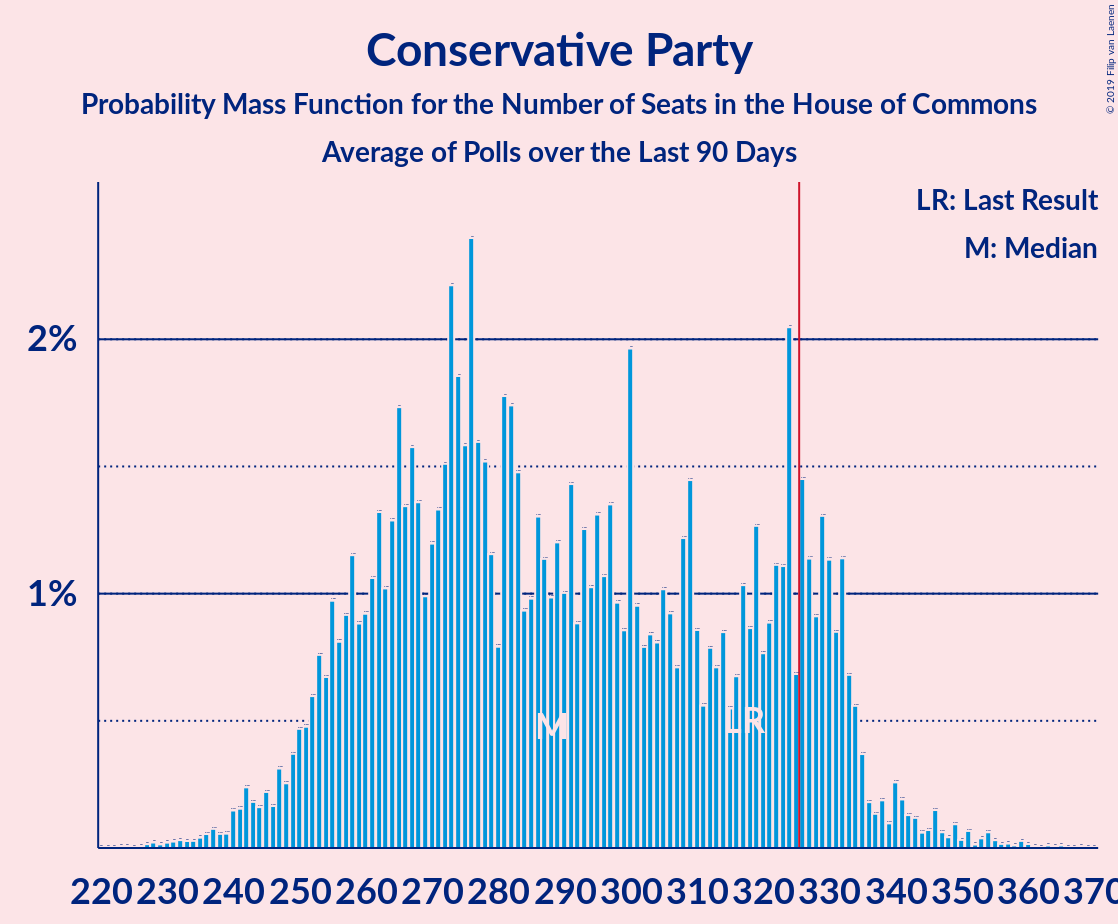 Conservative Party
Probability Mass Function for the Number of Seats in the House of Commons
Average of Polls over the Last 90 Days
© 2019 Filip van Laenen
LR: Last Result
M: Median
2%
1%
M
LR
220 230 240 250 260 270 280 290 300 310 320 330 340 350 360 370